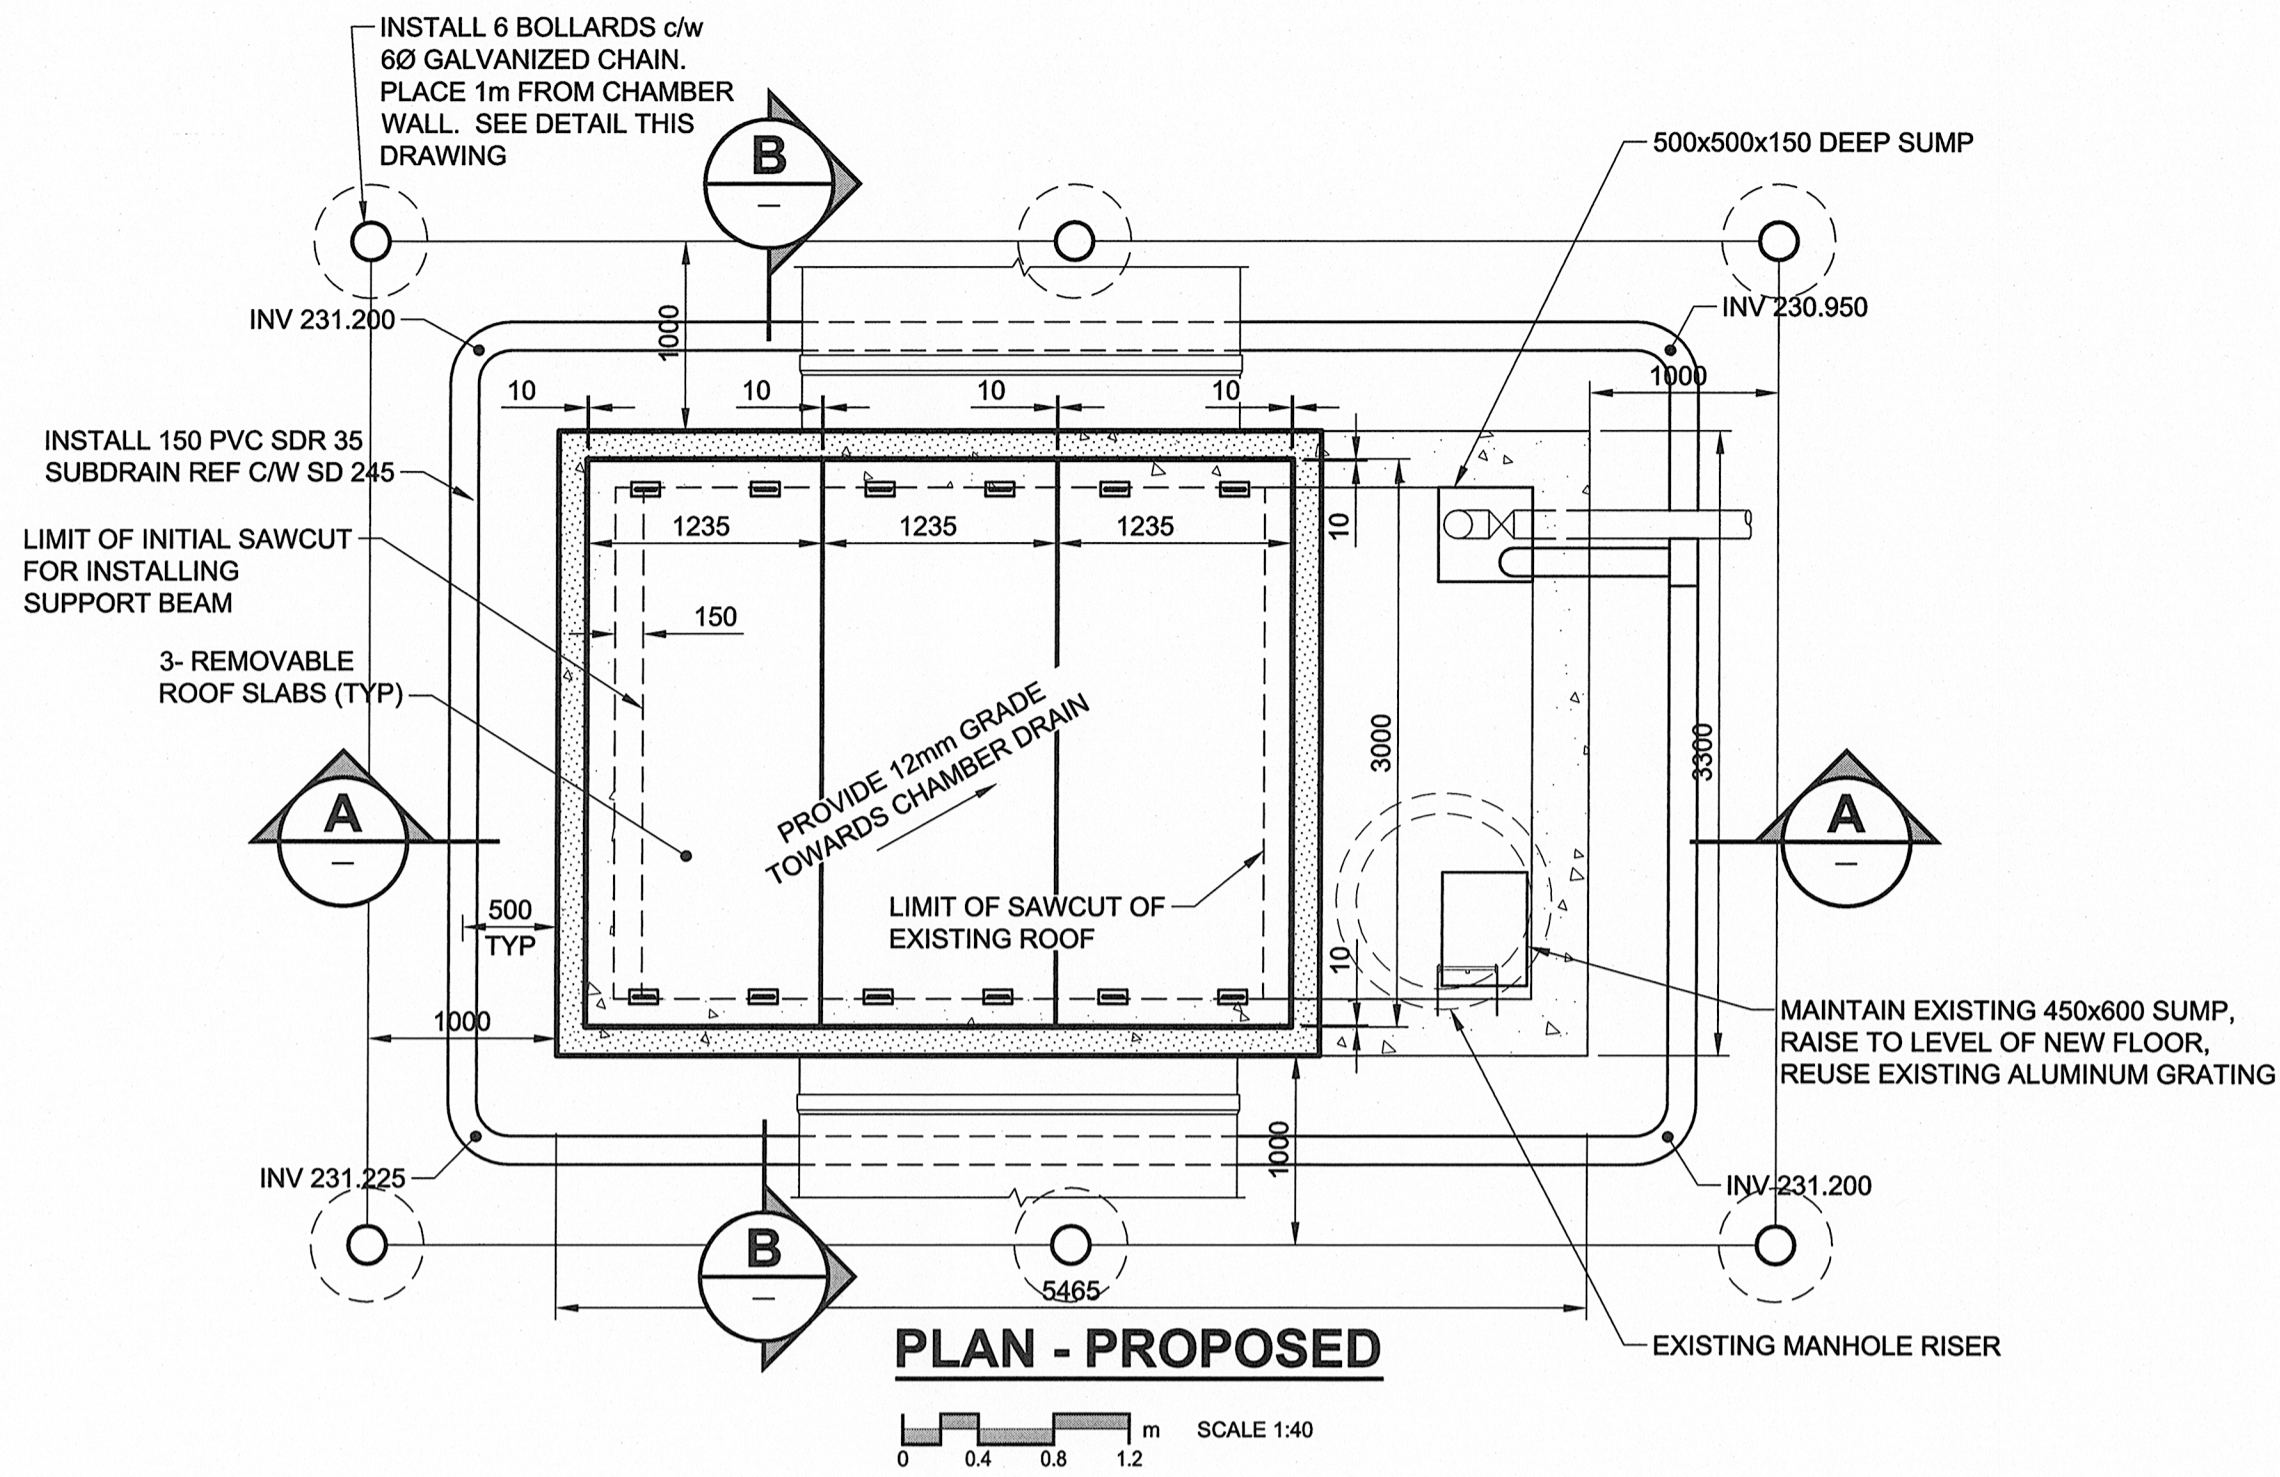 INSTALL 6 BOLLARDS c/w
6Ø GALVANIZED CHAIN.
PLACE 1m FROM CHAMBER
WALL. SEE DETAIL THIS
DRAWING
B
–
500x500x150 DEEP SUMP
INV 231.200
INV 230.950
1000
1000
10
10
10
10
INSTALL 150 PVC SDR 35
SUBDRAIN REF C/W SD 245
LIMIT OF INITIAL SAWCUT
FOR INSTALLING
SUPPORT BEAM
1235
1235
1235
10
150
3- REMOVABLE
ROOF SLABS (TYP)
PROVIDE 12mm GRADE
TOWARDS CHAMBER DRAIN
3000
3300
A
–
A
–
500
TYP
LIMIT OF SAWCUT OF
EXISTING ROOF
10
1000
MAINTAIN EXISTING 450x600 SUMP,
RAISE TO LEVEL OF NEW FLOOR,
REUSE EXISTING ALUMINUM GRATING
1000
INV 231.225
INV 231.200
B
–
5465
EXISTING MANHOLE RISER
PLAN - PROPOSED
m
SCALE 1:40
0
0.4
0.8
1.2